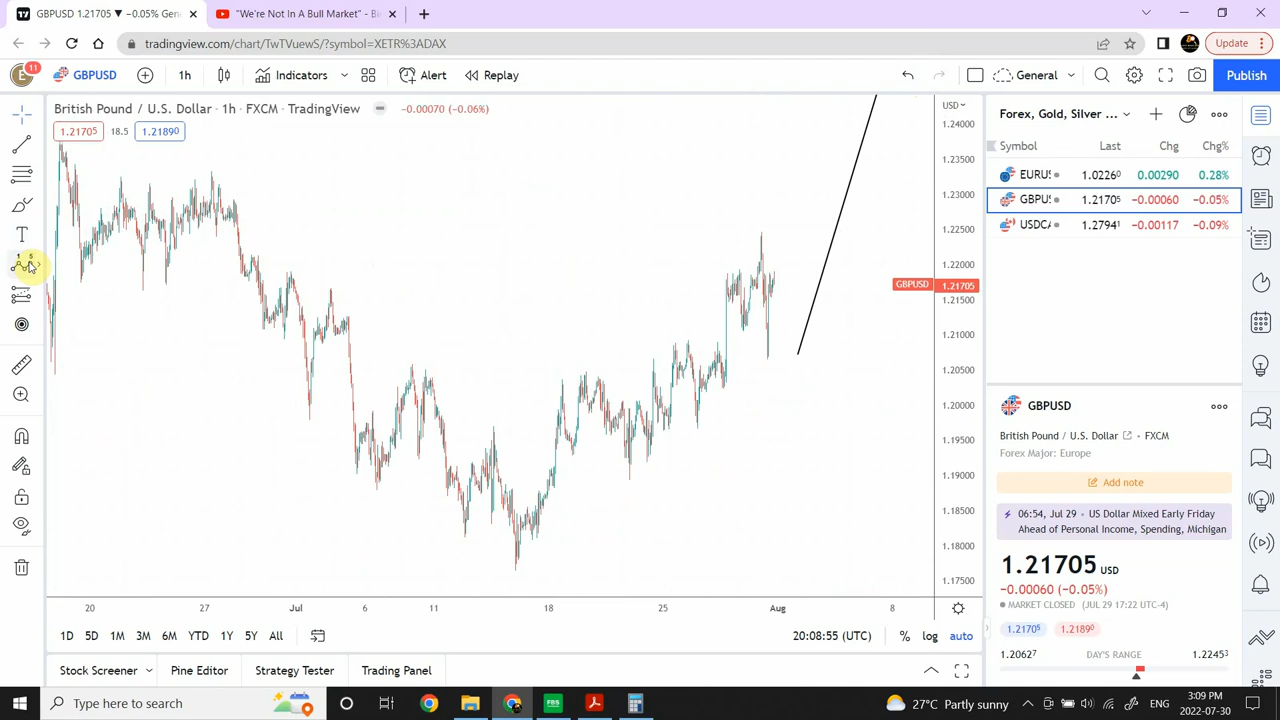 GBPUSD 1.21705 ▼ −0.05% Gene
"We're Not In A Bull Market" - Be
tradingview.com/chart/TwTVuewS/?symbol=XETR%3ADAX
Update
E
11
GBPUSD
1h
Indicators
Alert
Replay
General
Publish
British Pound / U.S. Dollar · 1h · FXCM · TradingView
−0.00070 (−0.06%)
1.21705
18.5
1.21890
USD
1.24000
1.23500
1.23000
1.22500
1.22000
GBPUSD
1.21705
1.21500
1.21000
1.20500
1.20000
1.19500
1.19000
1.18500
1.18000
1.17500
20
27
Jul
6
11
18
25
Aug
8
1D
5D
1M
3M
6M
YTD
1Y
5Y
All
20:08:55 (UTC)
%
log
auto
Stock Screener
Pine Editor
Strategy Tester
Trading Panel
Forex, Gold, Silver ...
Symbol Last Chg Chg%
EURUS 1.02260 0.00290 0.28%
GBPUS 1.21705 −0.00060 −0.05%
USDCA 1.27941 −0.00117 −0.09%
GBPUSD
British Pound / U.S. Dollar • FXCM
Forex Major: Europe
Add note
06:54, Jul 29 • US Dollar Mixed Early Friday
Ahead of Personal Income, Spending, Michigan
1.21705 USD
−0.00060 (−0.05%)
MARKET CLOSED (JUL 29 17:22 UTC-4)
1.21705
1.21890
1.20627 DAY'S RANGE 1.22453
Type here to search
FBS
27°C Partly sunny
ENG
3:09 PM
2022-07-30